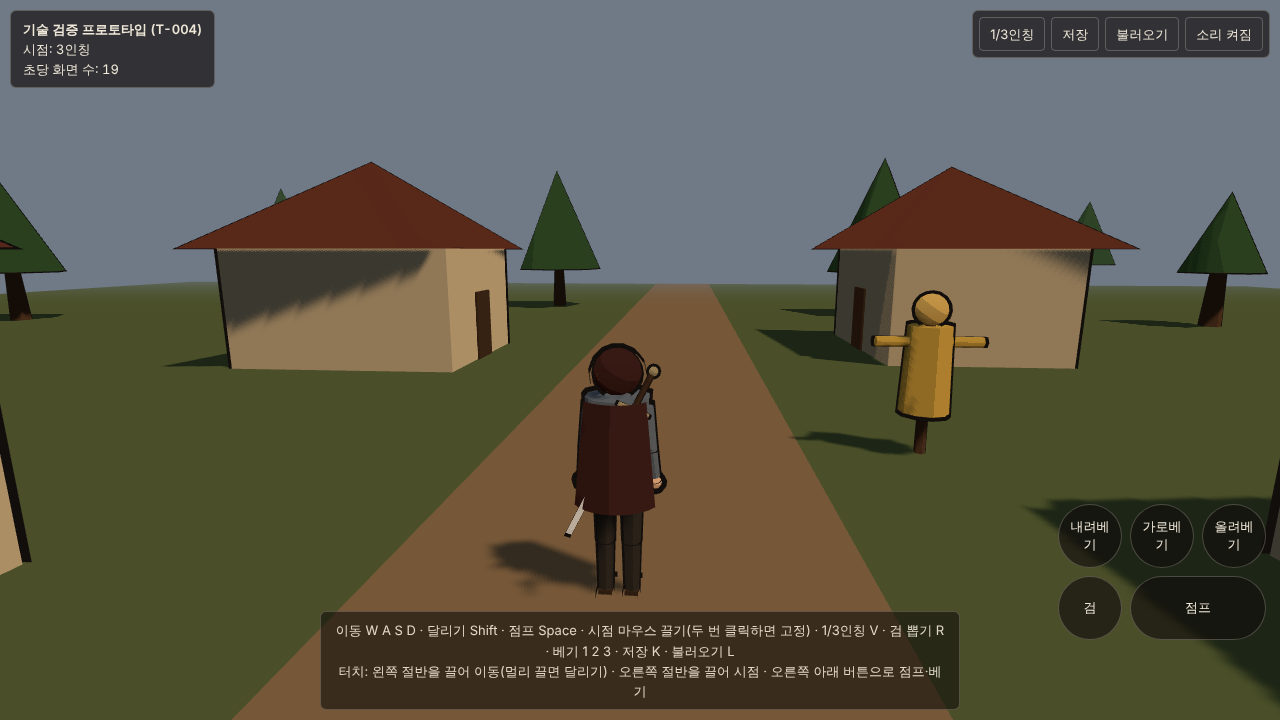 기술 검증 프로토타입 (T-004)
시점: 3인칭
초당 화면 수: 19
1/3인칭
저장
불러오기
소리 켜짐
내려베
기
가로베
기
올려베
기
검
점프
이동 W A S D · 달리기 Shift · 점프 Space · 시점 마우스 끌기(두 번 클릭하면 고정) · 1/3인칭 V · 검 뽑기 R
· 베기 1 2 3 · 저장 K · 불러오기 L
터치: 왼쪽 절반을 끌어 이동(멀리 끌면 달리기) · 오른쪽 절반을 끌어 시점 · 오른쪽 아래 버튼으로 점프·베
기